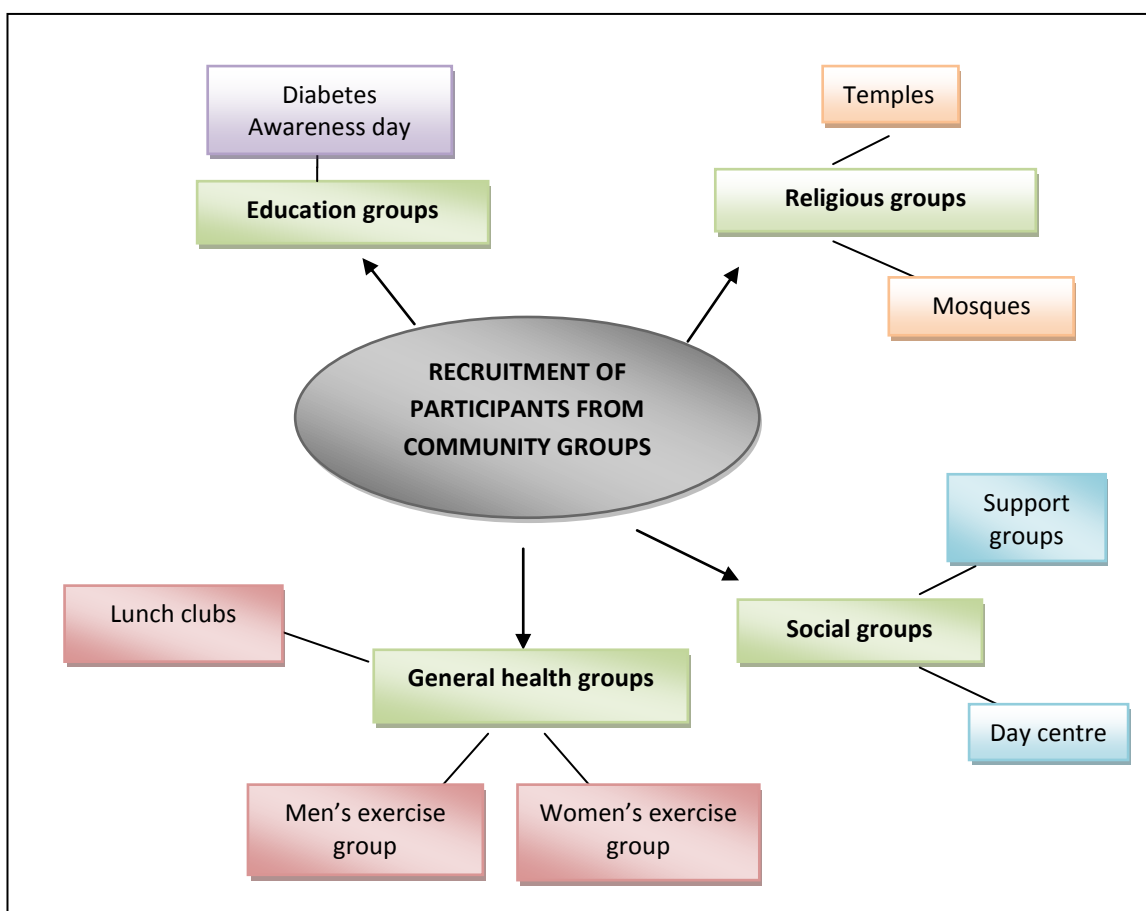 Diabetes
Awareness day
Education groups
Temples
Religious groups
Mosques
RECRUITMENT OF
PARTICIPANTS FROM
COMMUNITY GROUPS
Support
groups
Social groups
Day centre
Lunch clubs
General health groups
Men’s exercise
group
Women’s exercise
group